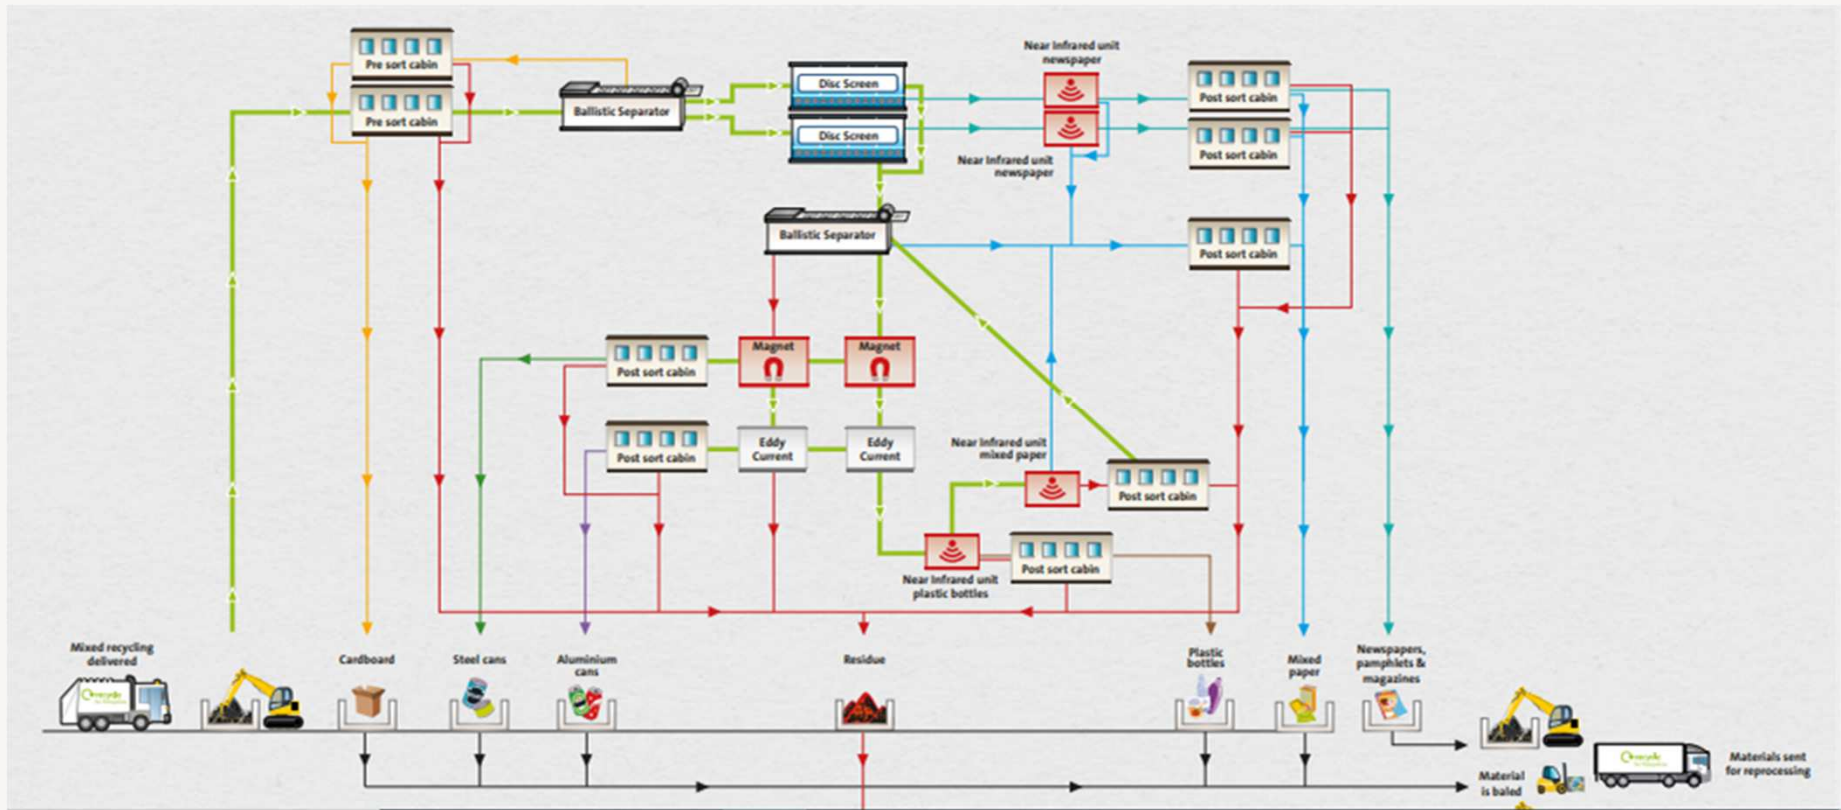 Pre sort cabin
Pre sort cabin
Ballistic Separator
Disc Screen
Disc Screen
Near Infrared unit
newspaper
Near Infrared unit
newspaper
Post sort cabin
Post sort cabin
Ballistic Separator
Post sort cabin
Post sort cabin
Magnet
Magnet
Post sort cabin
Eddy
Current
Eddy
Current
Near Infrared unit
mixed paper
Post sort cabin
Near Infrared unit
plastic bottles
Post sort cabin
Mixed recycling
delivered
recycle
Cardboard
Steel cans
Aluminium
cans
Residue
Plastic
bottles
Mixed
paper
Newspapers,
pamphlets &
magazines
Material
is baled
recycle
Materials sent
for reprocessing